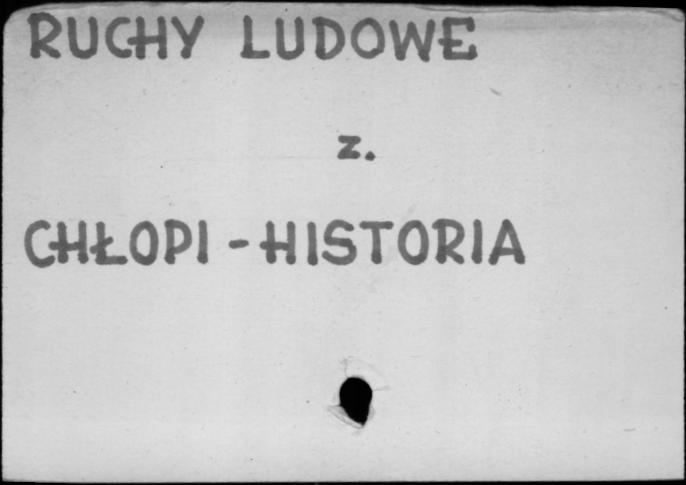 RUCHY LUDOWE
z.
CHŁOPI - HISTORIA